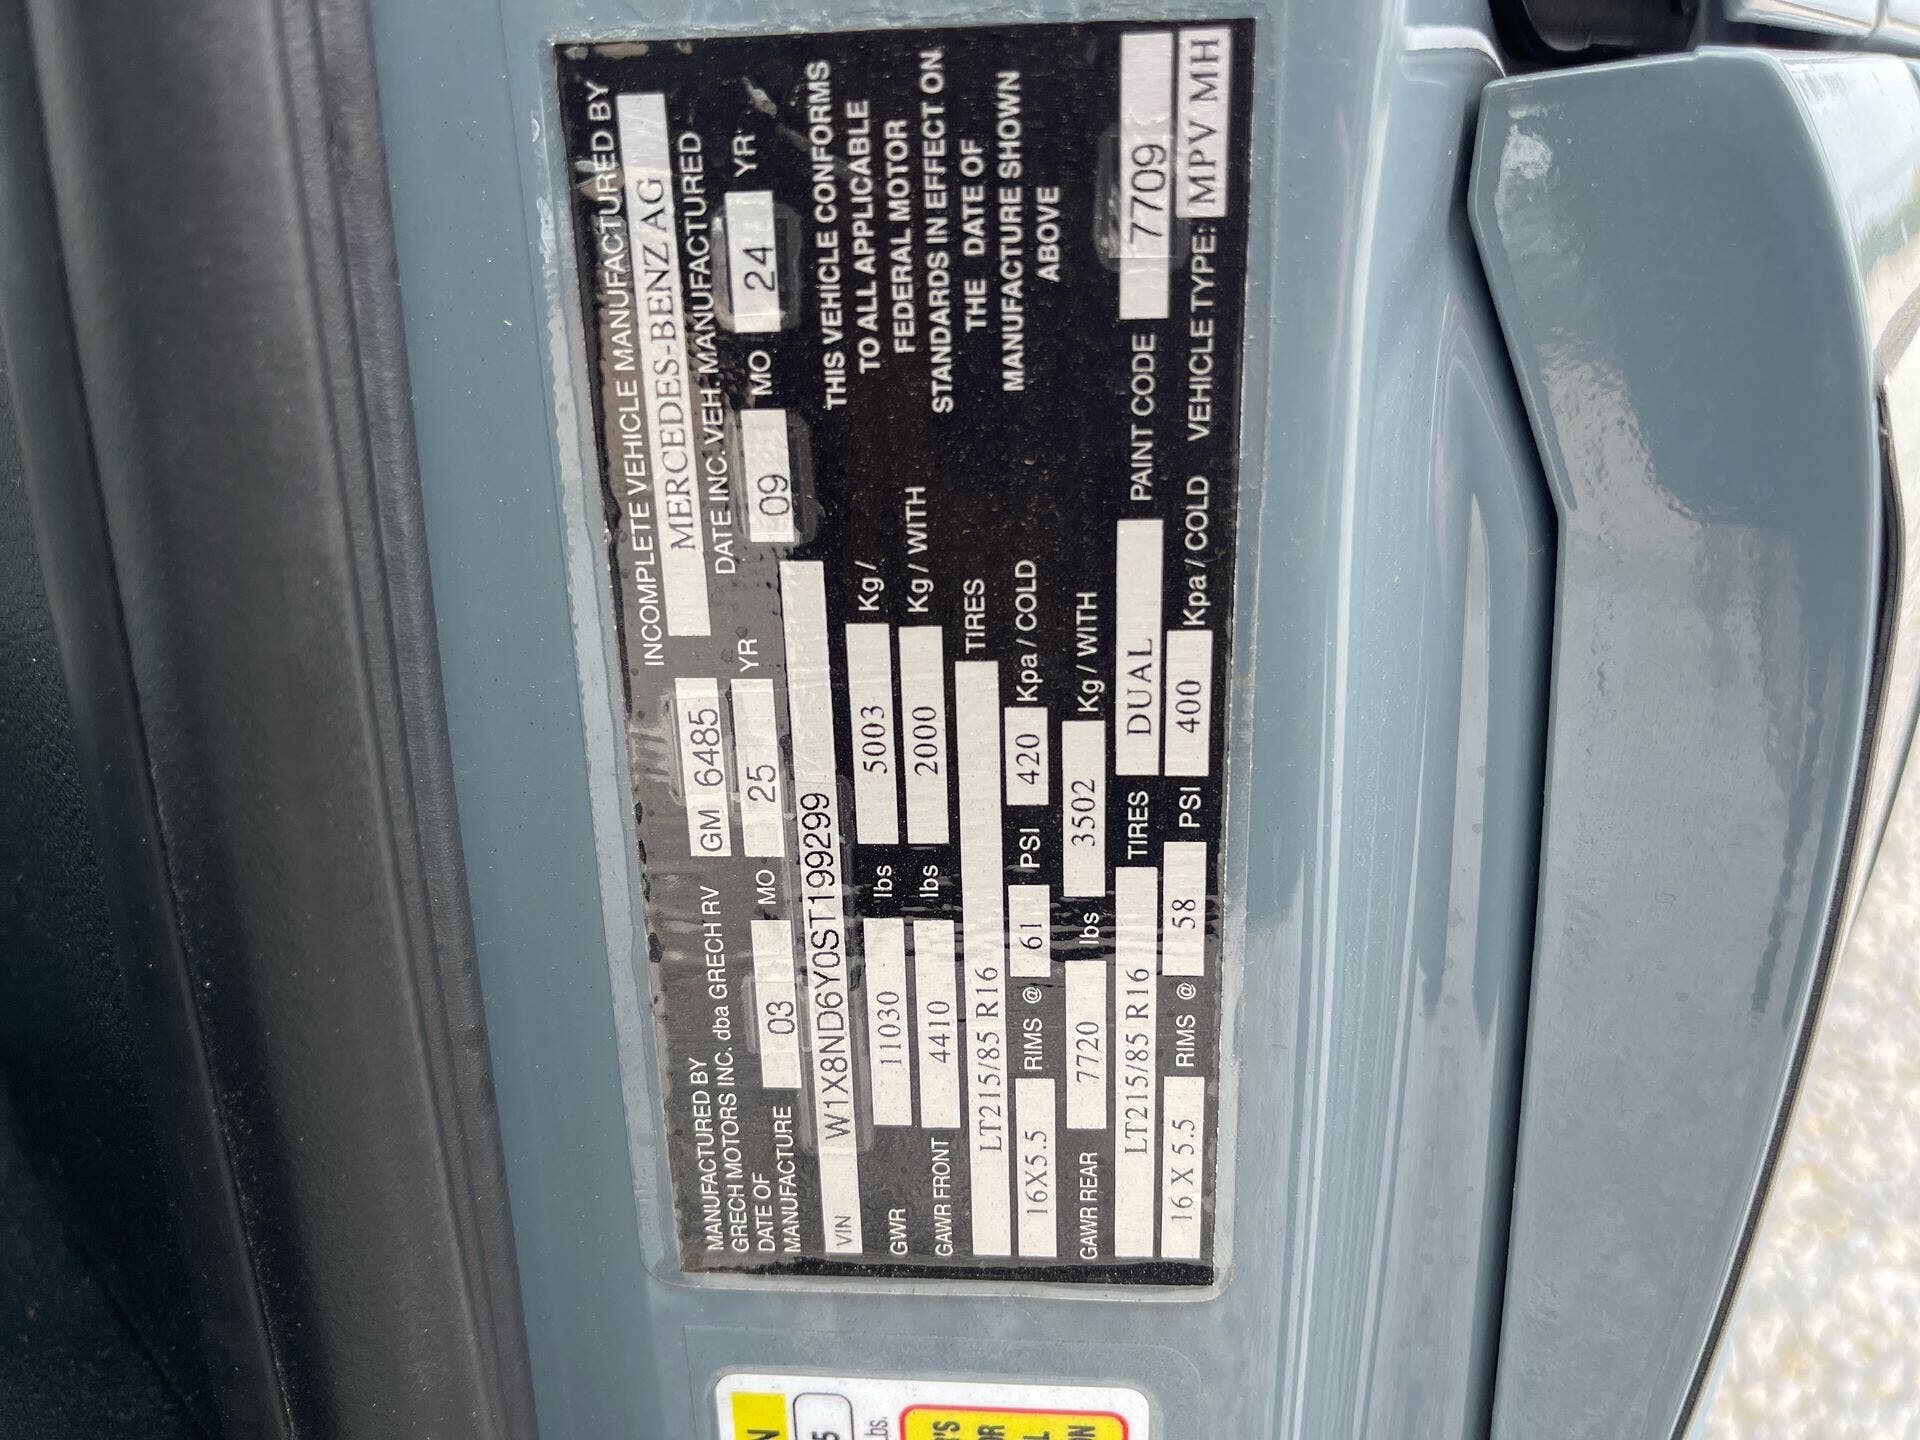 MANUFACTURED BY
GRECH MOTORS INC. dba GRECH RV
GM 6485
INCOMPLETE VEHICLE MANUFACTURED BY
MERCEDES-BENZ AG
DATE OF
MANUFACTURE
03 MO 25 YR
DATE INC. VEH. MANUFACTURED
09 MO 24 YR
VIN W1X8ND6Y0ST199299
GWR 11030 lbs 5003 Kg /
GAWR FRONT 4410 lbs 2000 Kg / WITH
LT215/85 R16 TIRES
16X5.5 RIMS @ 61 PSI 420 Kpa / COLD
THIS VEHICLE CONFORMS
TO ALL APPLICABLE
FEDERAL MOTOR
STANDARDS IN EFFECT ON
THE DATE OF
MANUFACTURE SHOWN
ABOVE
GAWR REAR 7720 lbs 3502 Kg / WITH
LT215/85 R16 TIRES DUAL PAINT CODE 7709
16 X 5.5 RIMS @ 58 PSI 400 Kpa / COLD VEHICLE TYPE: MPV MH